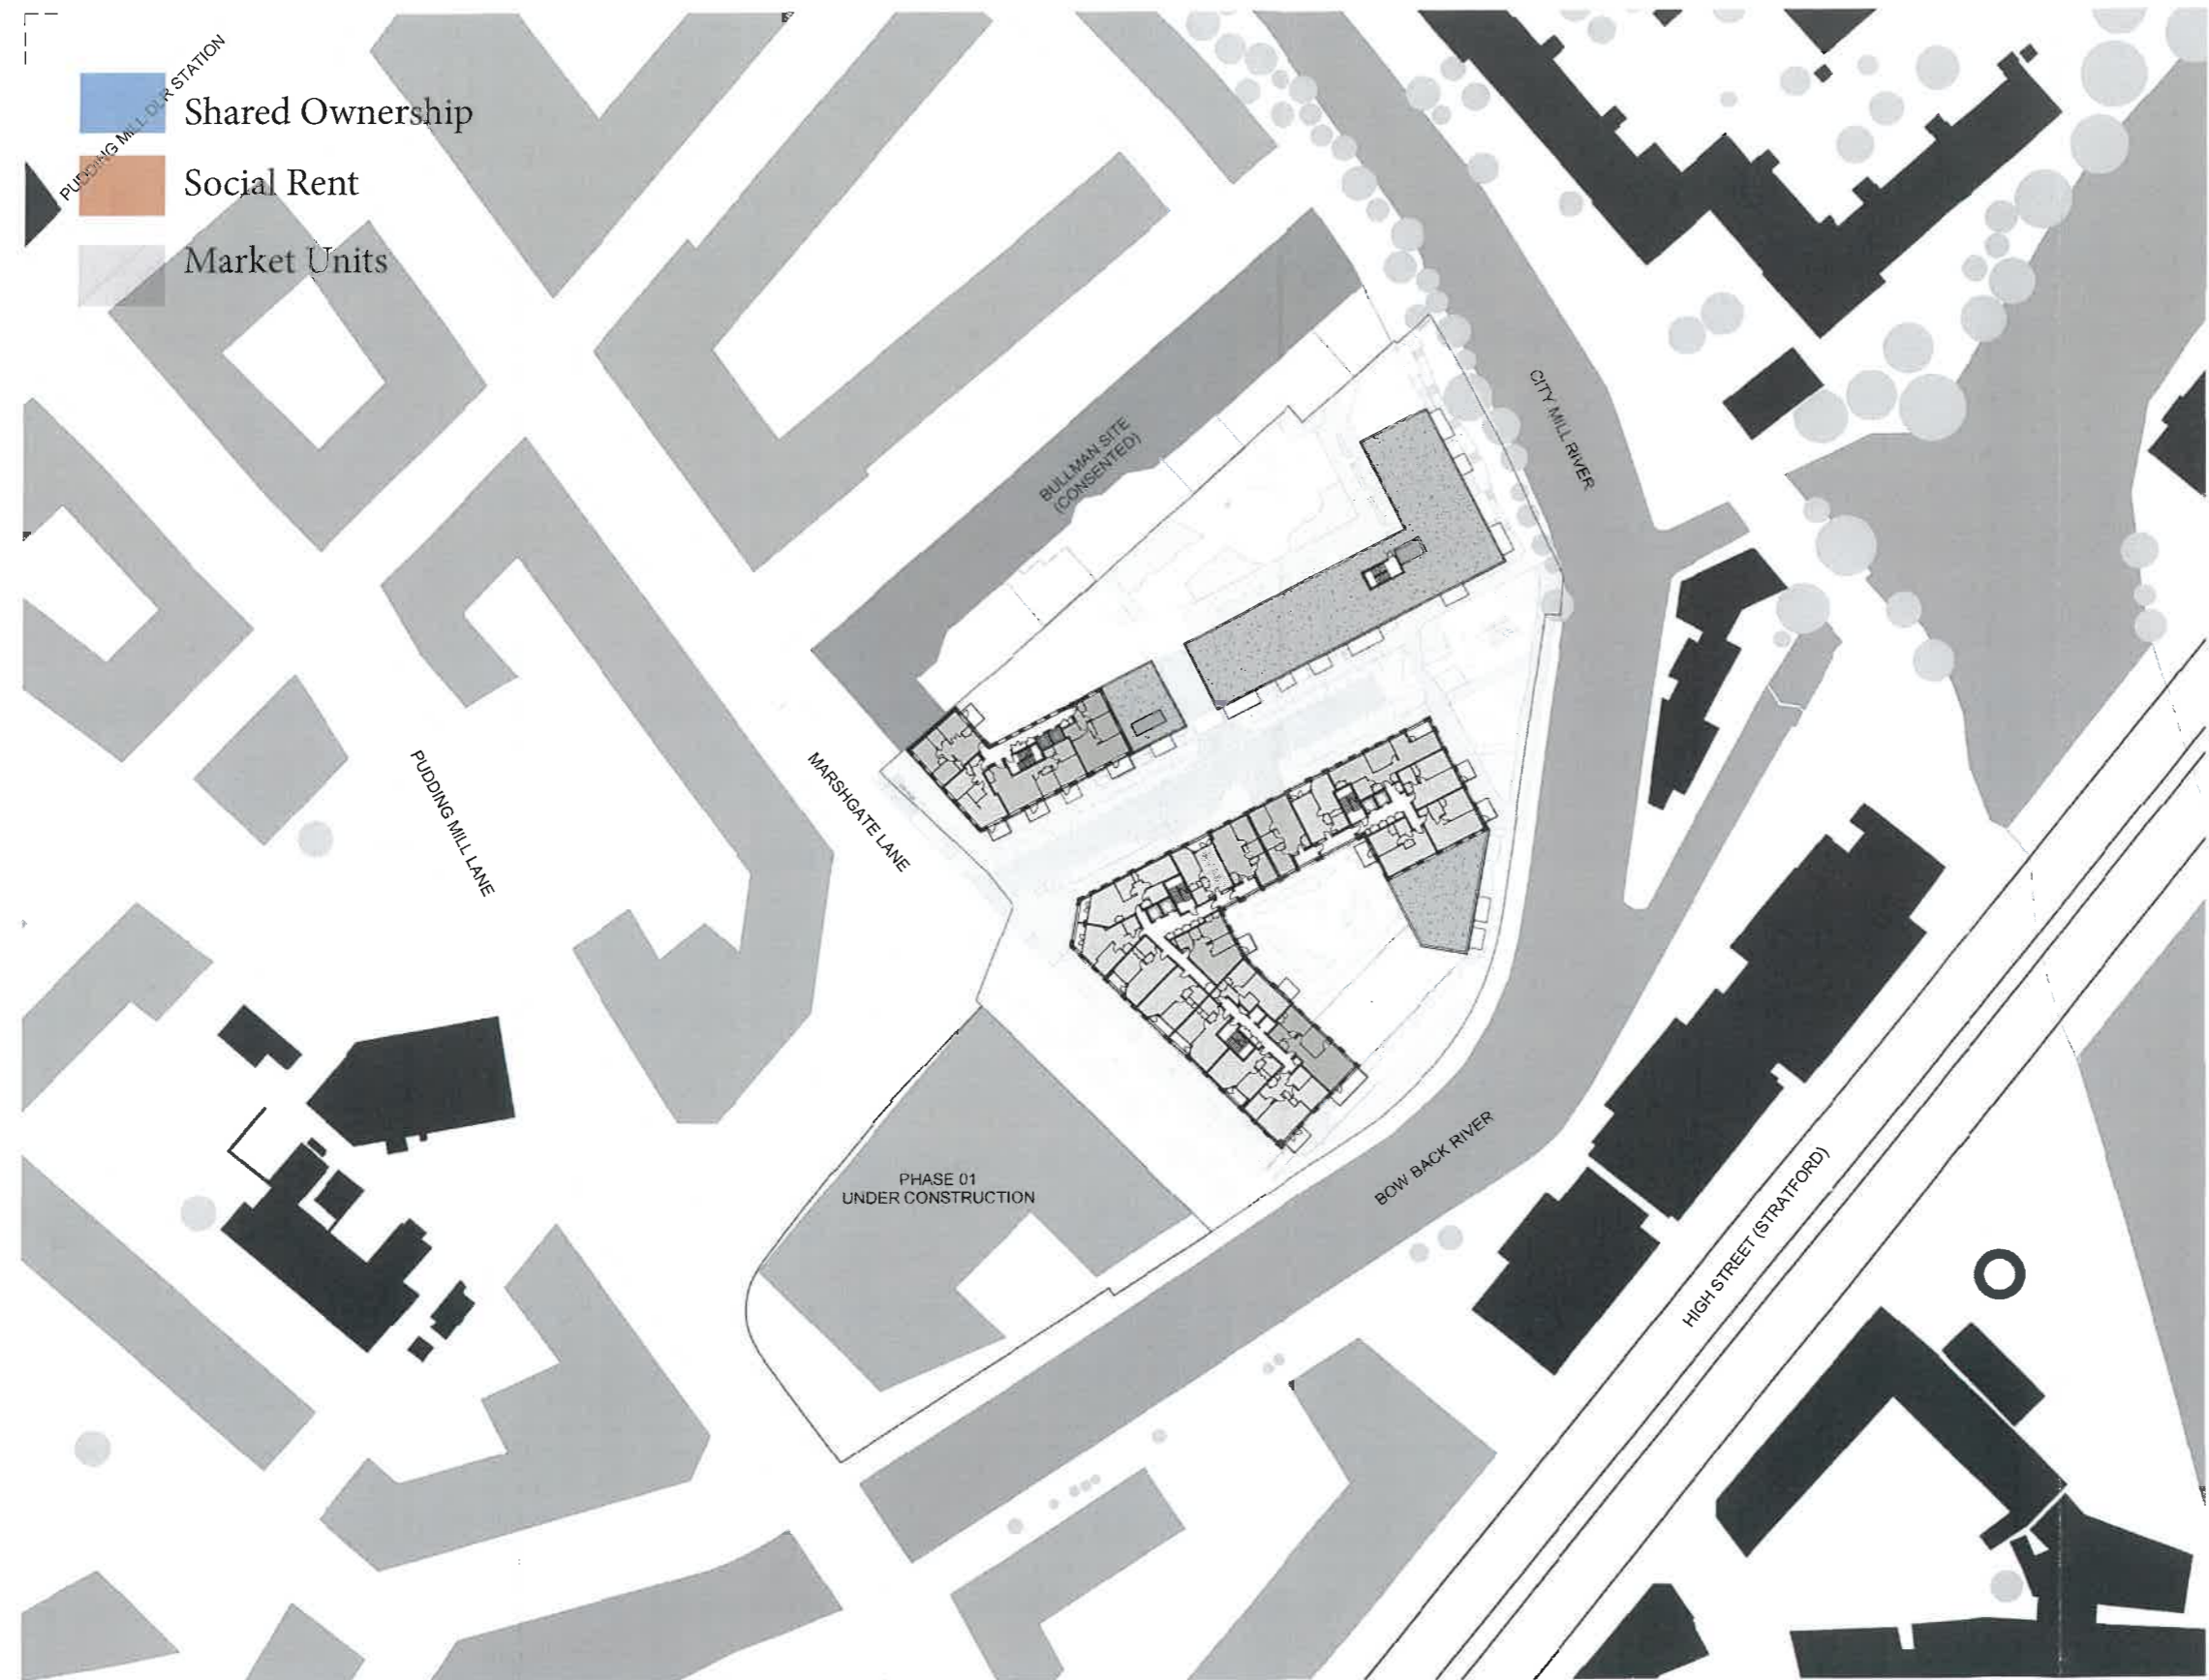 PUDDING MILL DLR STATION
Shared Ownership
Social Rent
Market Units
BULLMAN SITE
(CONSENTED)
CITY MILL RIVER
PUDDING MILL LANE
MARSHGATE LANE
PHASE 01
UNDER CONSTRUCTION
BOW BACK RIVER
HIGH STREET (STRATFORD)